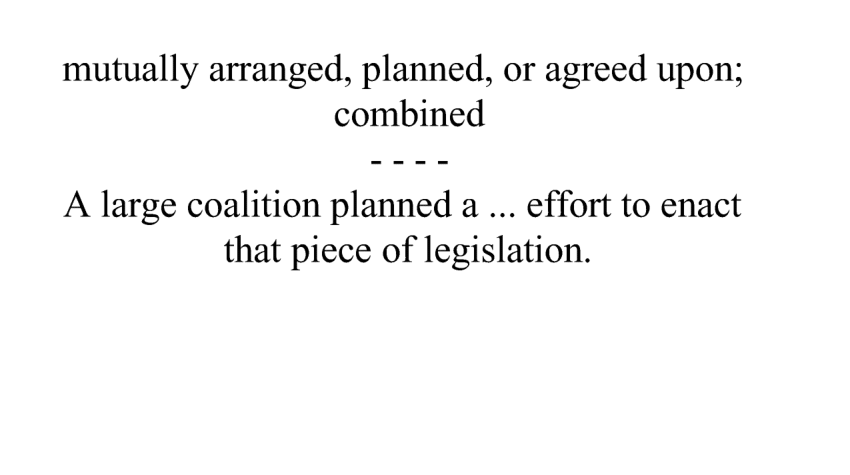 mutually arranged, planned, or agreed upon;
combined
- - - -
A large coalition planned a ... effort to enact
that piece of legislation.